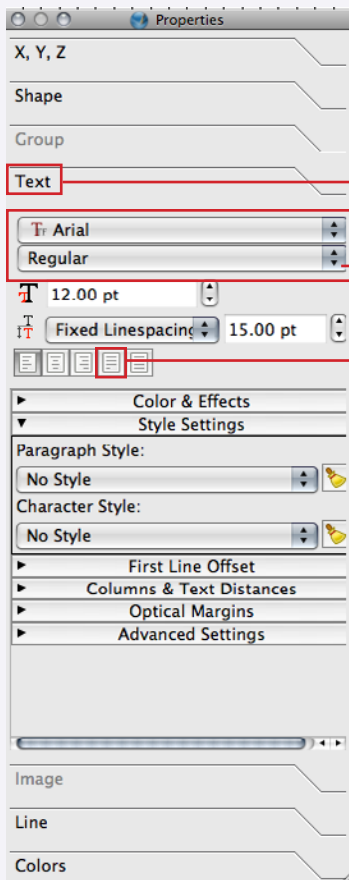 Properties
X, Y, Z
Shape
Group
Text
Arial
Regular
12.00 pt
Fixed Linespacing 15.00 pt
Color & Effects
Style Settings
Paragraph Style:
No Style
Character Style:
No Style
First Line Offset
Columns & Text Distances
Optical Margins
Advanced Settings
Image
Line
Colors